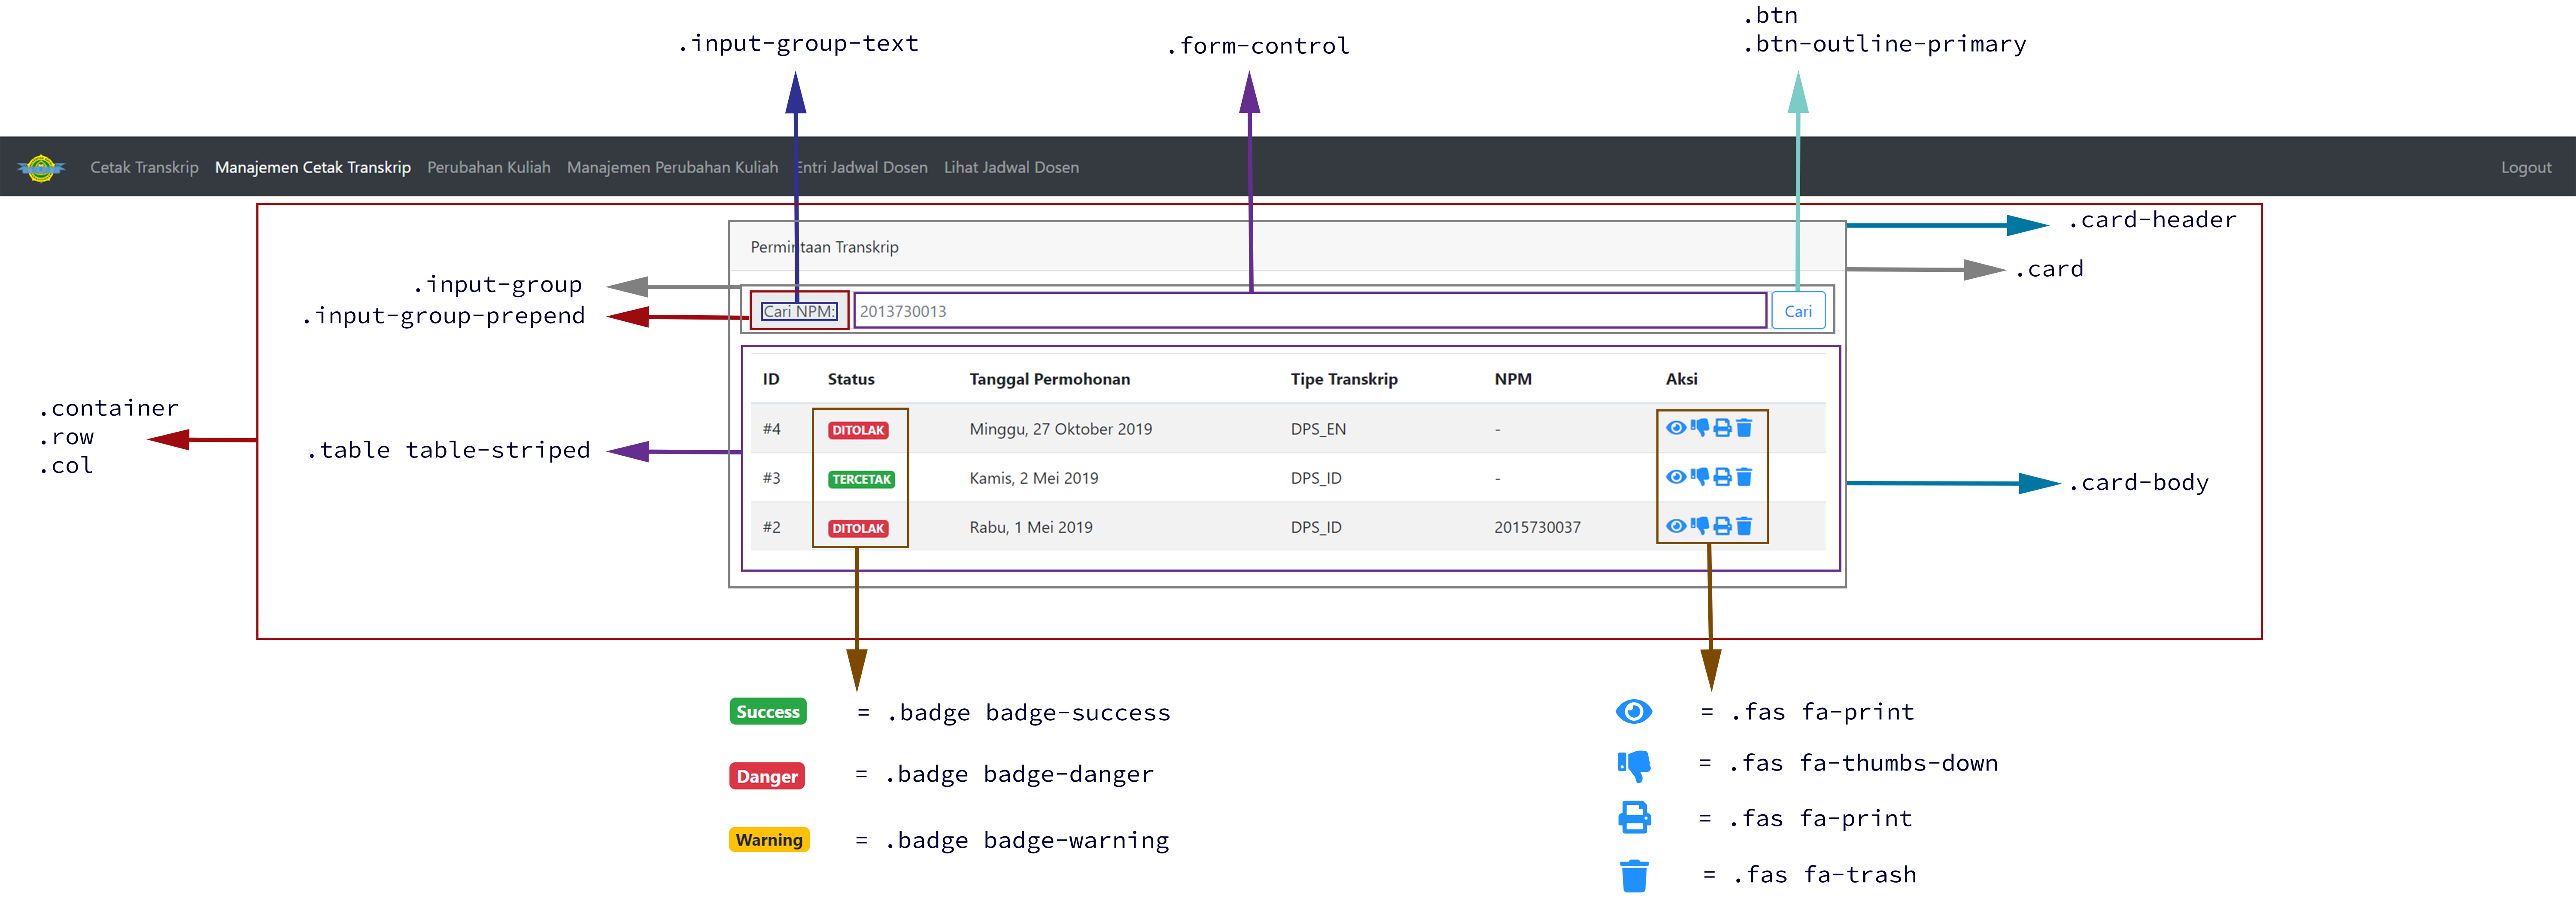 .input-group-text
.form-control
.btn
.btn-outline-primary
Cetak Transkrip Manajemen Cetak Transkrip Perubahan Kuliah Manajemen Perubahan Kuliah Entri Jadwal Dosen Lihat Jadwal Dosen Logout
.card-header
Permintaan Transkrip
.card
.input-group
.input-group-prepend
Cari NPM: 2013730013 Cari
ID Status Tanggal Permohonan Tipe Transkrip NPM Aksi
#4 DITOLAK Minggu, 27 Oktober 2019 DPS_EN -
#3 TERCETAK Kamis, 2 Mei 2019 DPS_ID -
#2 DITOLAK Rabu, 1 Mei 2019 DPS_ID 2015730037
.container
.row
.col
.table table-striped
.card-body
Success = .badge badge-success
Danger = .badge badge-danger
Warning = .badge badge-warning
= .fas fa-print
= .fas fa-thumbs-down
= .fas fa-print
= .fas fa-trash